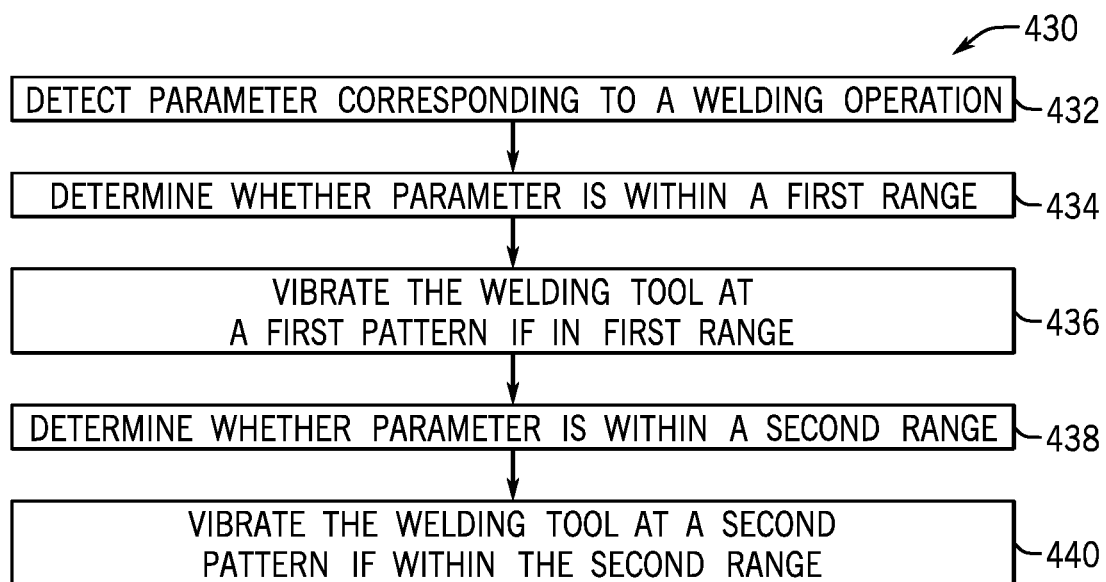 430
DETECT PARAMETER CORRESPONDING TO A WELDING OPERATION
432
DETERMINE WHETHER PARAMETER IS WITHIN A FIRST RANGE
434
VIBRATE THE WELDING TOOL AT
A FIRST PATTERN IF IN FIRST RANGE
436
DETERMINE WHETHER PARAMETER IS WITHIN A SECOND RANGE
438
VIBRATE THE WELDING TOOL AT A SECOND
PATTERN IF WITHIN THE SECOND RANGE
440